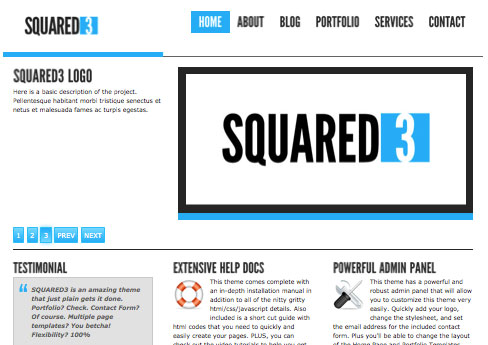 SQUARED3
HOME ABOUT BLOG PORTFOLIO SERVICES CONTACT
SQUARED3 LOGO
Here is a basic description of the project.
Pellentesque habitant morbi tristique senectus et
netus et malesuada fames ac turpis egestas.
SQUARED3
1 2 3 PREV NEXT
TESTIMONIAL
“ SQUARED3 is an amazing theme
that just plain gets it done.
Portfolio? Check. Contact Form?
Of course. Multiple page
templates? You betcha!
Flexibility? 100%
EXTENSIVE HELP DOCS
This theme comes complete with
an in-depth installation manual in
addition to all of the nitty gritty
html/css/javascript details. Also
included is a short cut guide with
html codes that you need to quickly and
easily create your pages. PLUS, you can
check out the video tutorials to help you get
POWERFUL ADMIN PANEL
This theme has a powerful and
robust admin panel that will allow
you to customize this theme very
easily. Quickly add your logo,
change the stylesheets, and set
the email address for the included contact
form. Plus you'll be able to change the layout
of the Home Page and Portfolio Templates